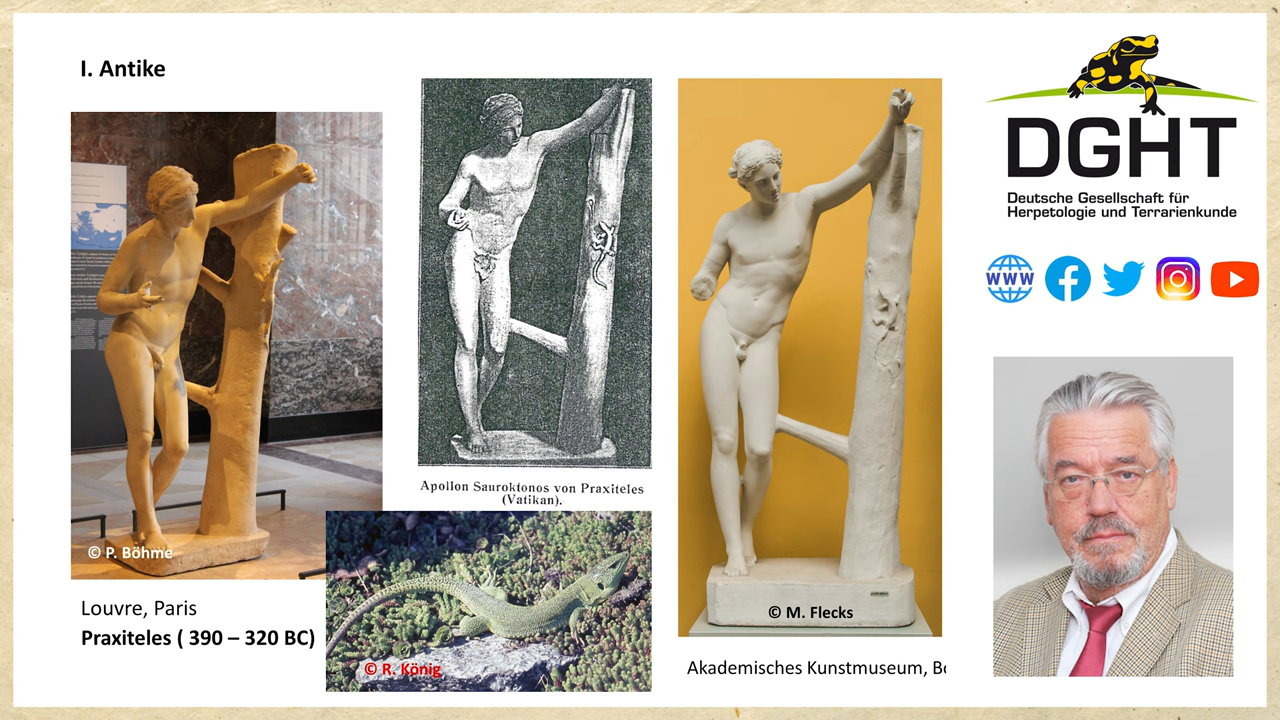 I. Antike
© P. Böhme
Louvre, Paris
Praxiteles ( 390 – 320 BC)
Apollon Sauroktonos von Praxiteles
(Vatikan).
© R. König
© M. Flecks
Akademisches Kunstmuseum,
DGHT
Deutsche Gesellschaft für
Herpetologie und Terrarienkunde
WWW